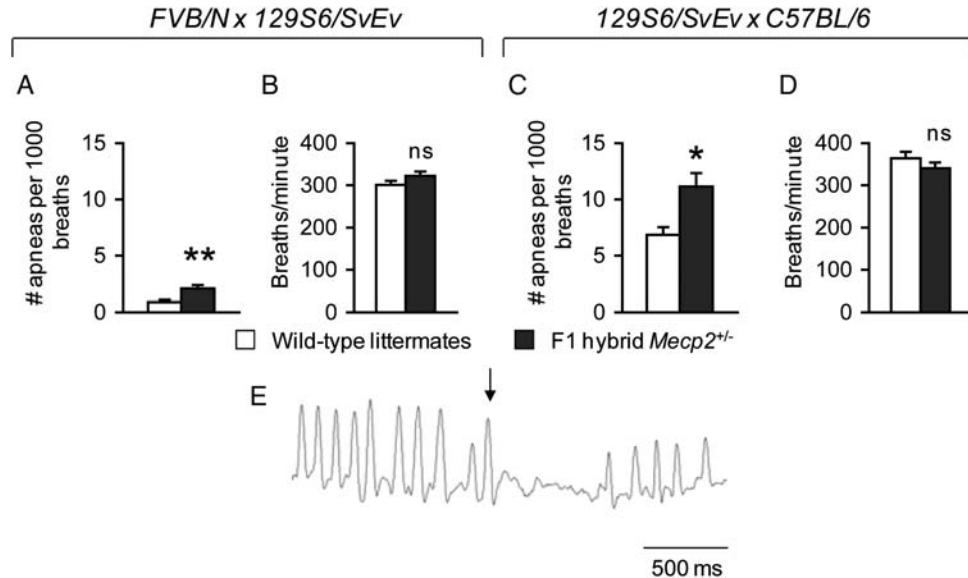 FVB/N x 129S6/SvEv
129S6/SvEv x C57BL/6
A
# apneas per 1000
breaths
15
10
5
0
**
B
Breaths/minute
400
300
200
100
0
ns
C
# apneas per 1000
breaths
15
10
5
0
*
D
Breaths/minute
400
300
200
100
0
ns
Wild-type littermates
F1 hybrid Mecp2+/-
E
500 ms